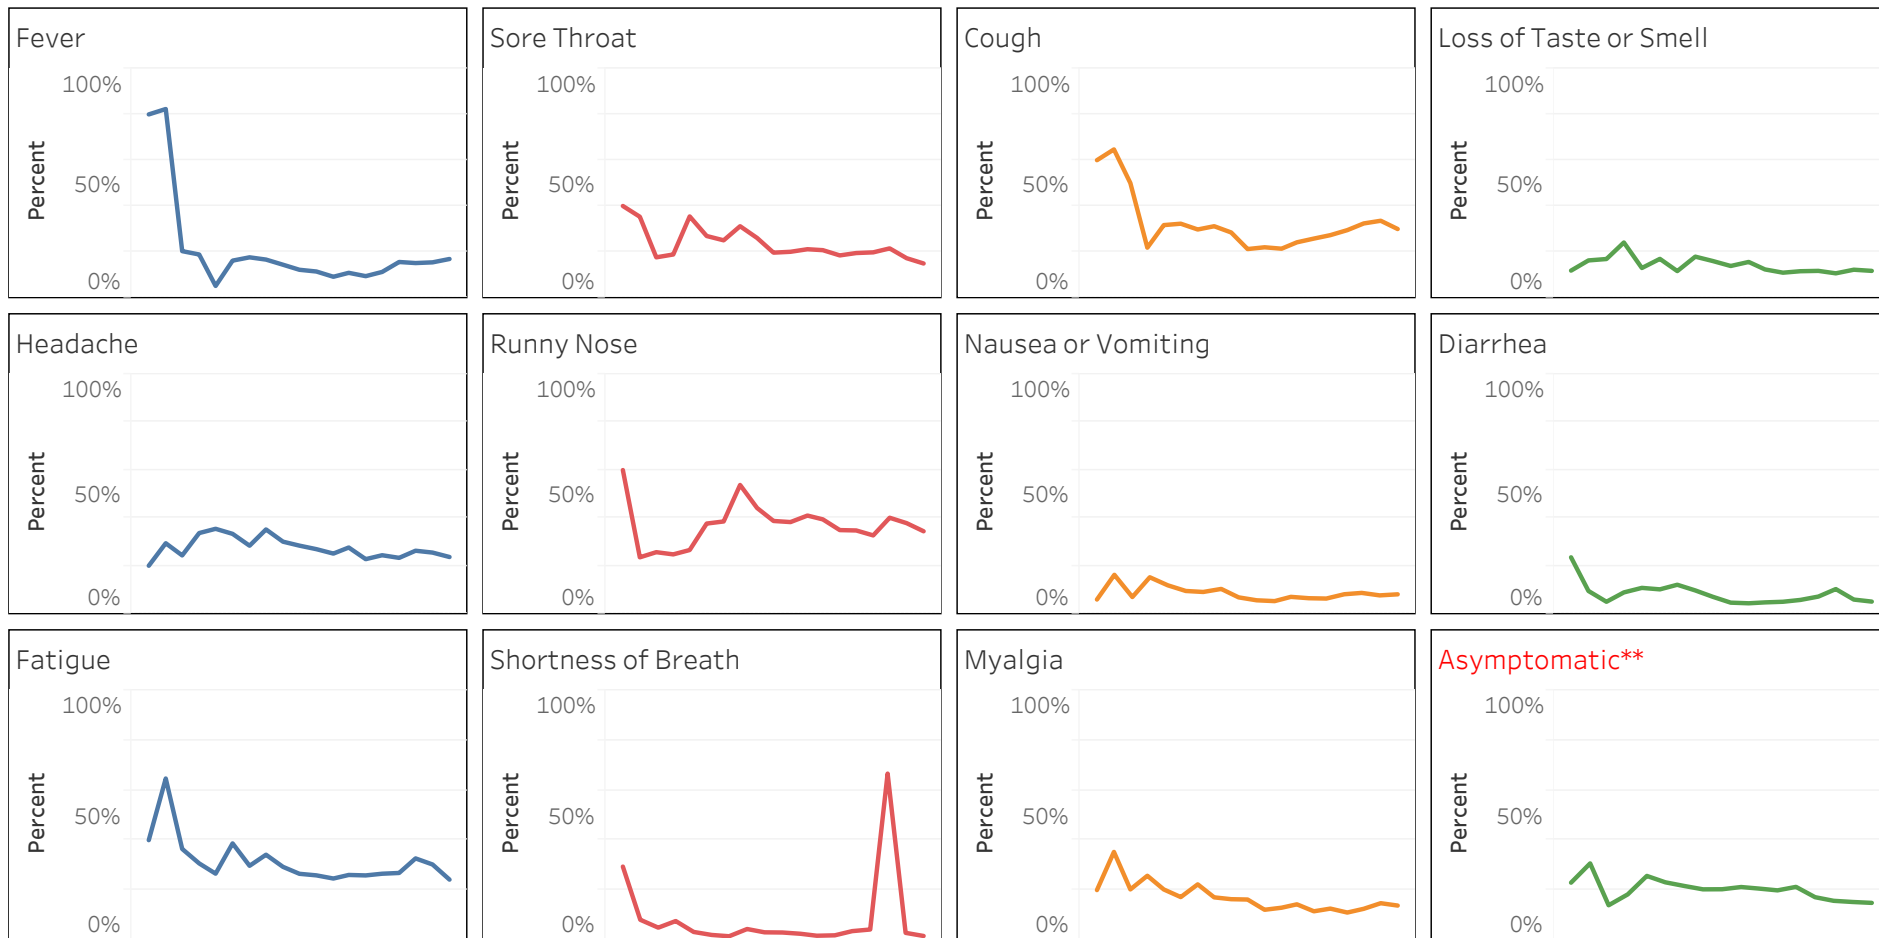 Fever
100%
Percent
50%
0%
Sore Throat
100%
Percent
50%
0%
Cough
100%
Percent
50%
0%
Loss of Taste or Smell
100%
Percent
50%
0%
Headache
100%
Percent
50%
0%
Runny Nose
100%
Percent
50%
0%
Nausea or Vomiting
100%
Percent
50%
0%
Diarrhea
100%
Percent
50%
0%
Fatigue
100%
Percent
50%
0%
Shortness of Breath
100%
Percent
50%
0%
Myalgia
100%
Percent
50%
0%
Asymptomatic**
100%
Percent
50%
0%